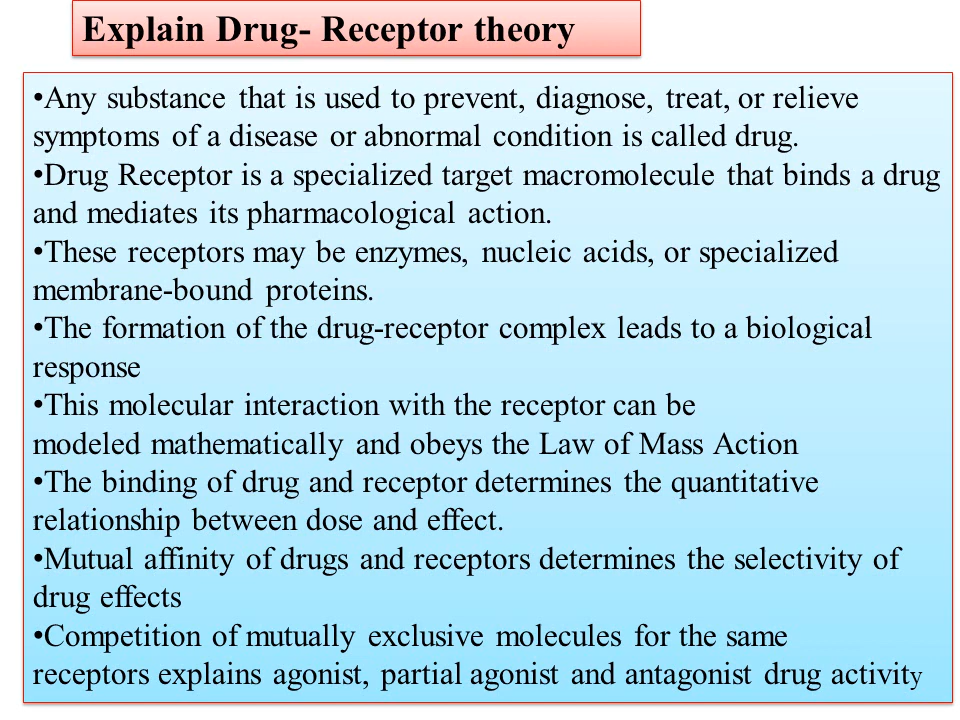 Explain Drug- Receptor theory
•Any substance that is used to prevent, diagnose, treat, or relieve
symptoms of a disease or abnormal condition is called drug.
•Drug Receptor is a specialized target macromolecule that binds a drug
and mediates its pharmacological action.
•These receptors may be enzymes, nucleic acids, or specialized
membrane-bound proteins.
•The formation of the drug-receptor complex leads to a biological
response
•This molecular interaction with the receptor can be
modeled mathematically and obeys the Law of Mass Action
•The binding of drug and receptor determines the quantitative
relationship between dose and effect.
•Mutual affinity of drugs and receptors determines the selectivity of
drug effects
•Competition of mutually exclusive molecules for the same
receptors explains agonist, partial agonist and antagonist drug activity